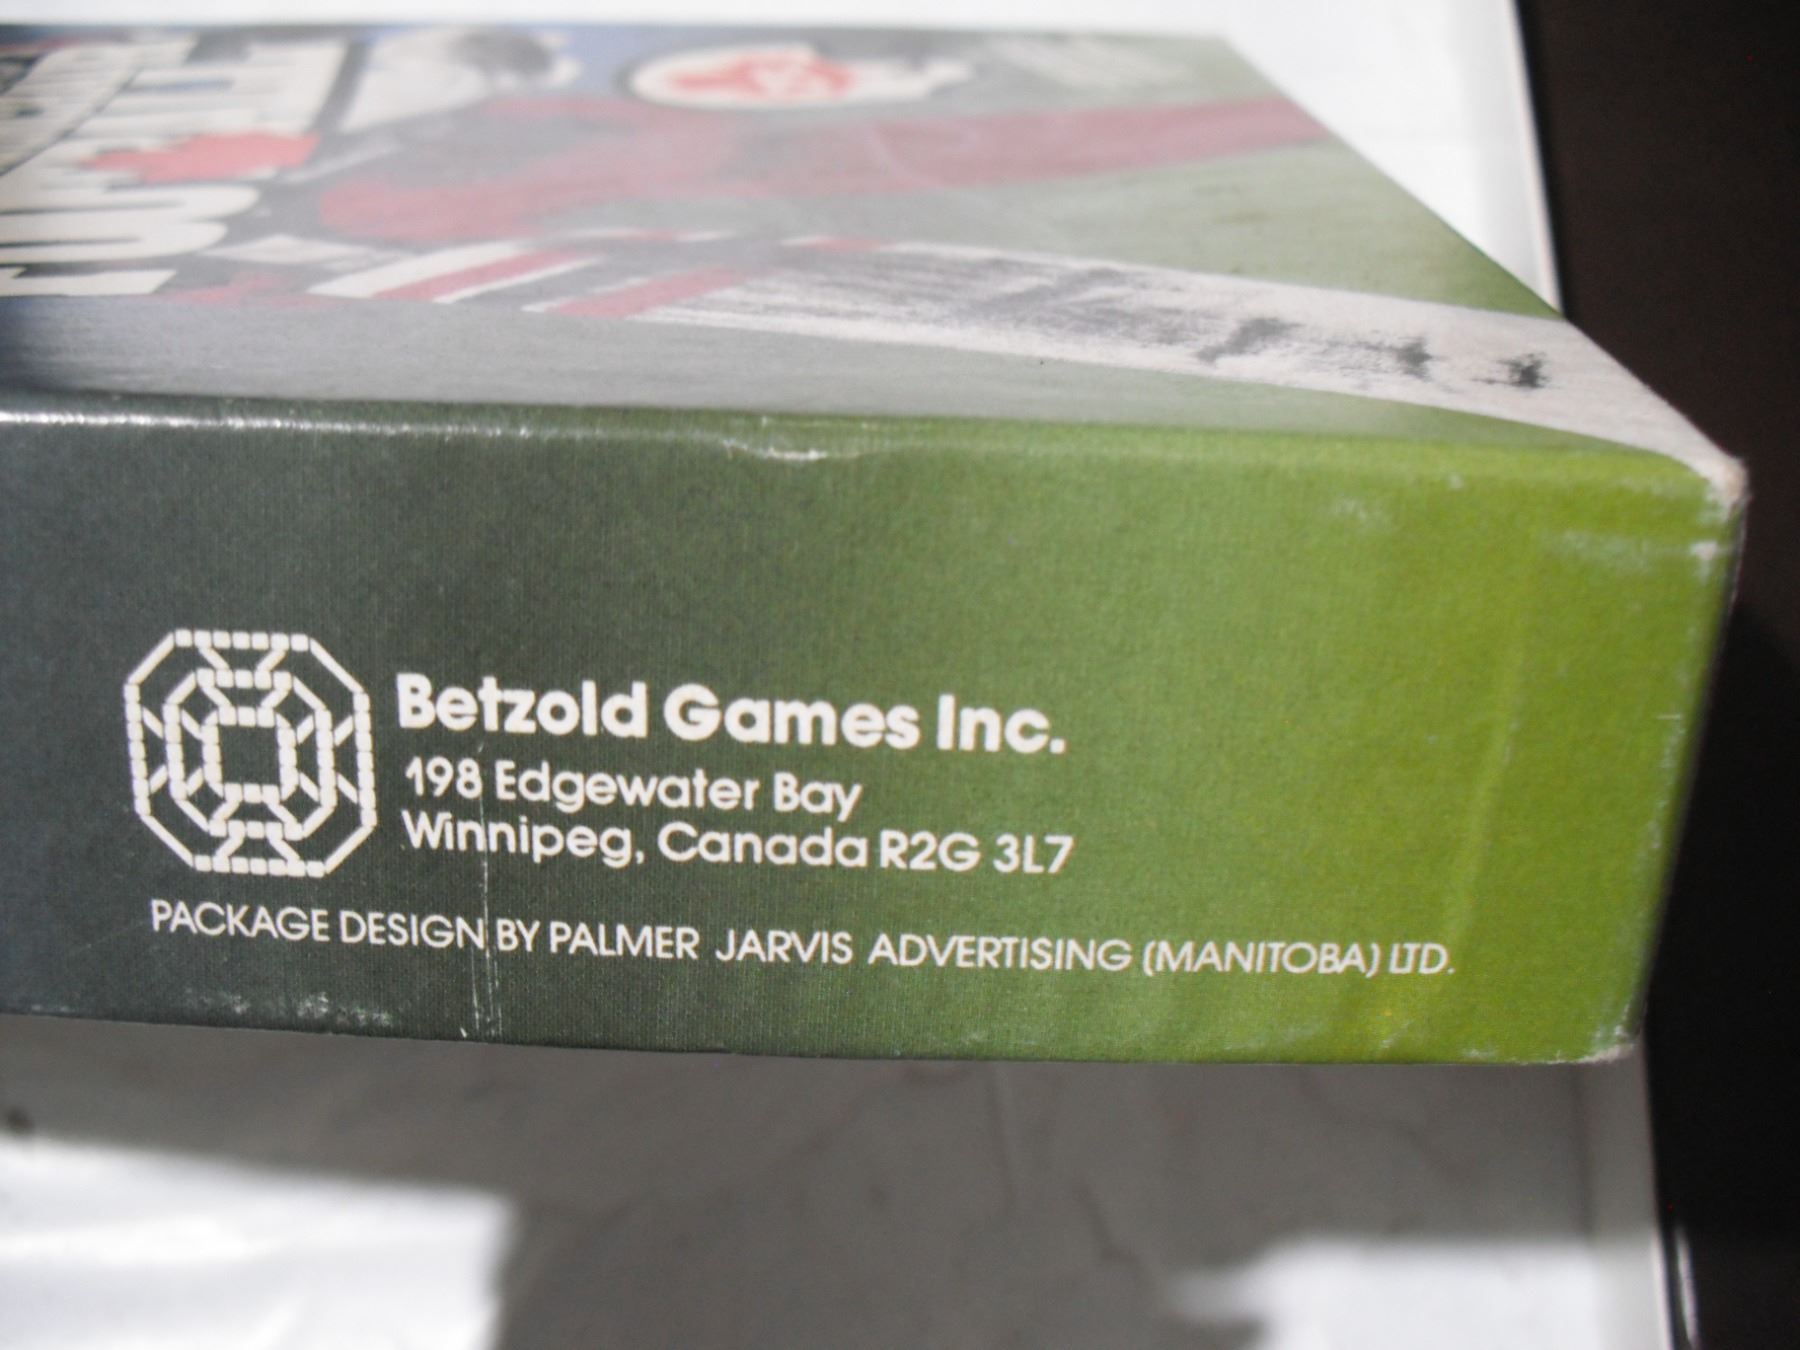 Betzold Games Inc.
198 Edgewater Bay
Winnipeg, Canada R2G 3L7
PACKAGE DESIGN BY PALMER JARVIS ADVERTISING (MANITOBA) LTD.